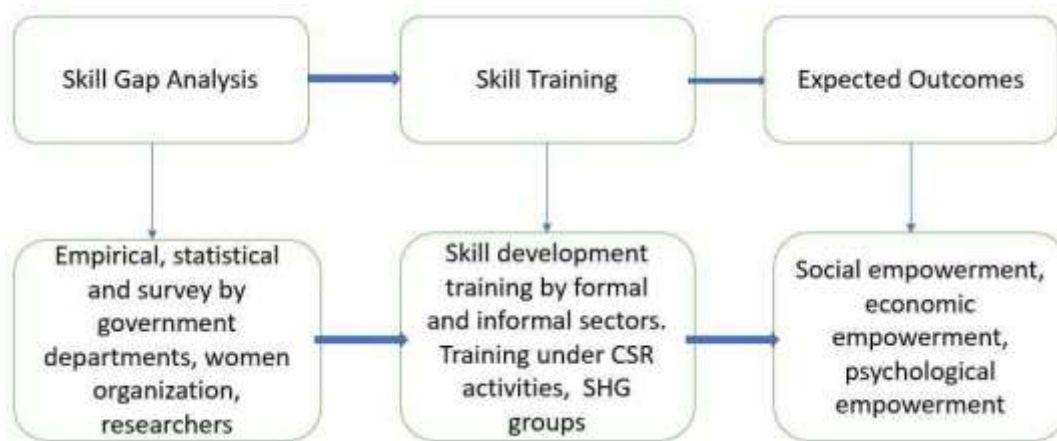 Skill Gap Analysis
Skill Training
Expected Outcomes
Empirical, statistical
and survey by
government
departments, women
organization,
researchers
Skill development
training by formal
and informal sectors.
Training under CSR
activities, SHG
groups
Social empowerment,
economic
empowerment,
psychological
empowerment